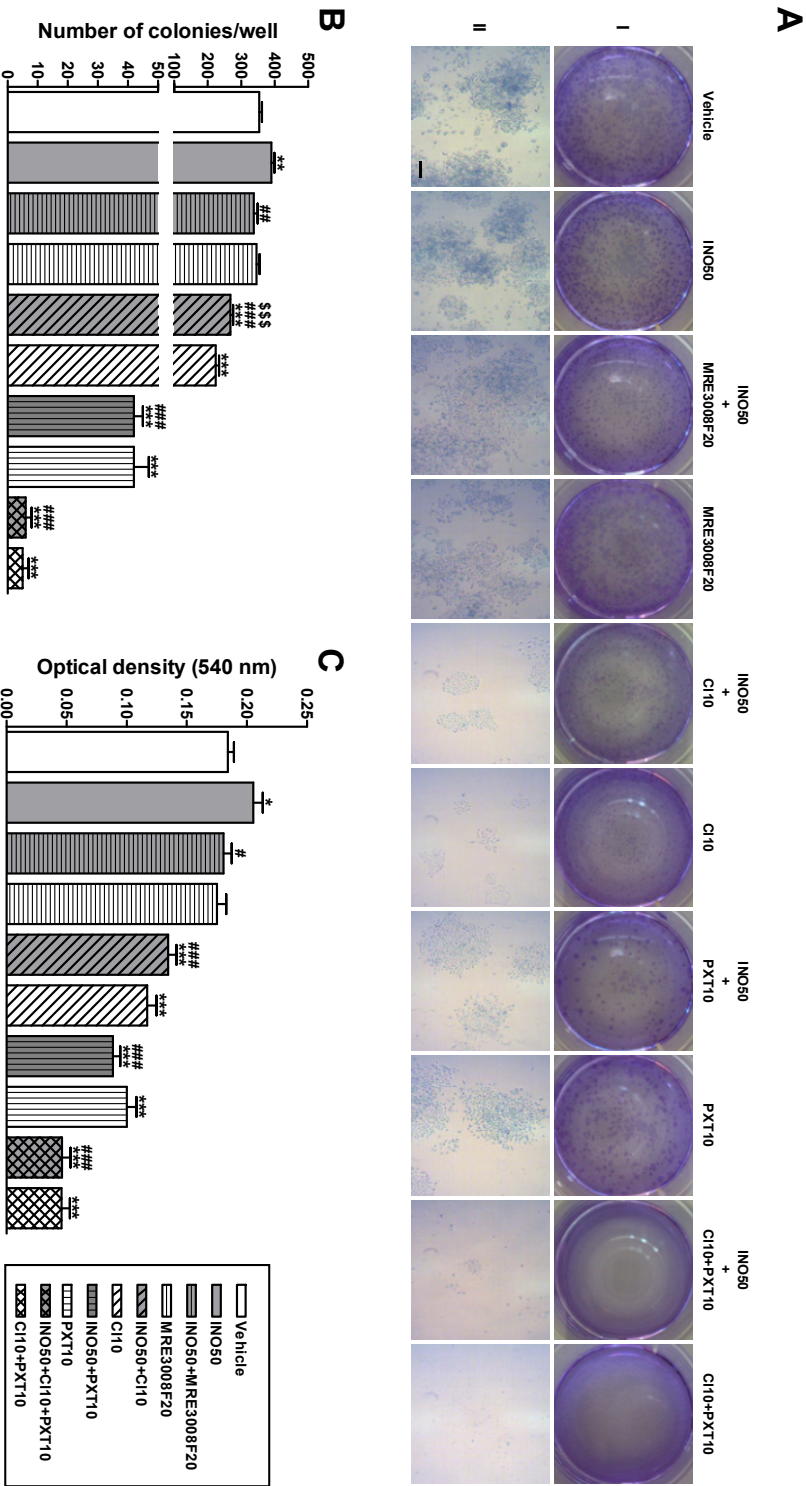 A
Vehicle
INO50
INO50
+
MRE3008F20
MRE3008F20
INO50
+
Cl10
Cl10
INO50
+
PXT10
PXT10
INO50
+
Cl10+PXT10
Cl10+PXT10
I
II
B
Number of colonies/well
500
400
300
200
100
50
40
30
20
10
0
**
##
$$$
###
***
***
###
***
***
###
***
***
C
Optical density (540 nm)
0.25
0.20
0.15
0.10
0.05
0.00
*
#
###
***
***
###
***
***
###
***
***
Vehicle
INO50
INO50+MRE3008F20
MRE3008F20
INO50+Cl10
Cl10
INO50+PXT10
PXT10
INO50+Cl10+PXT10
Cl10+PXT10